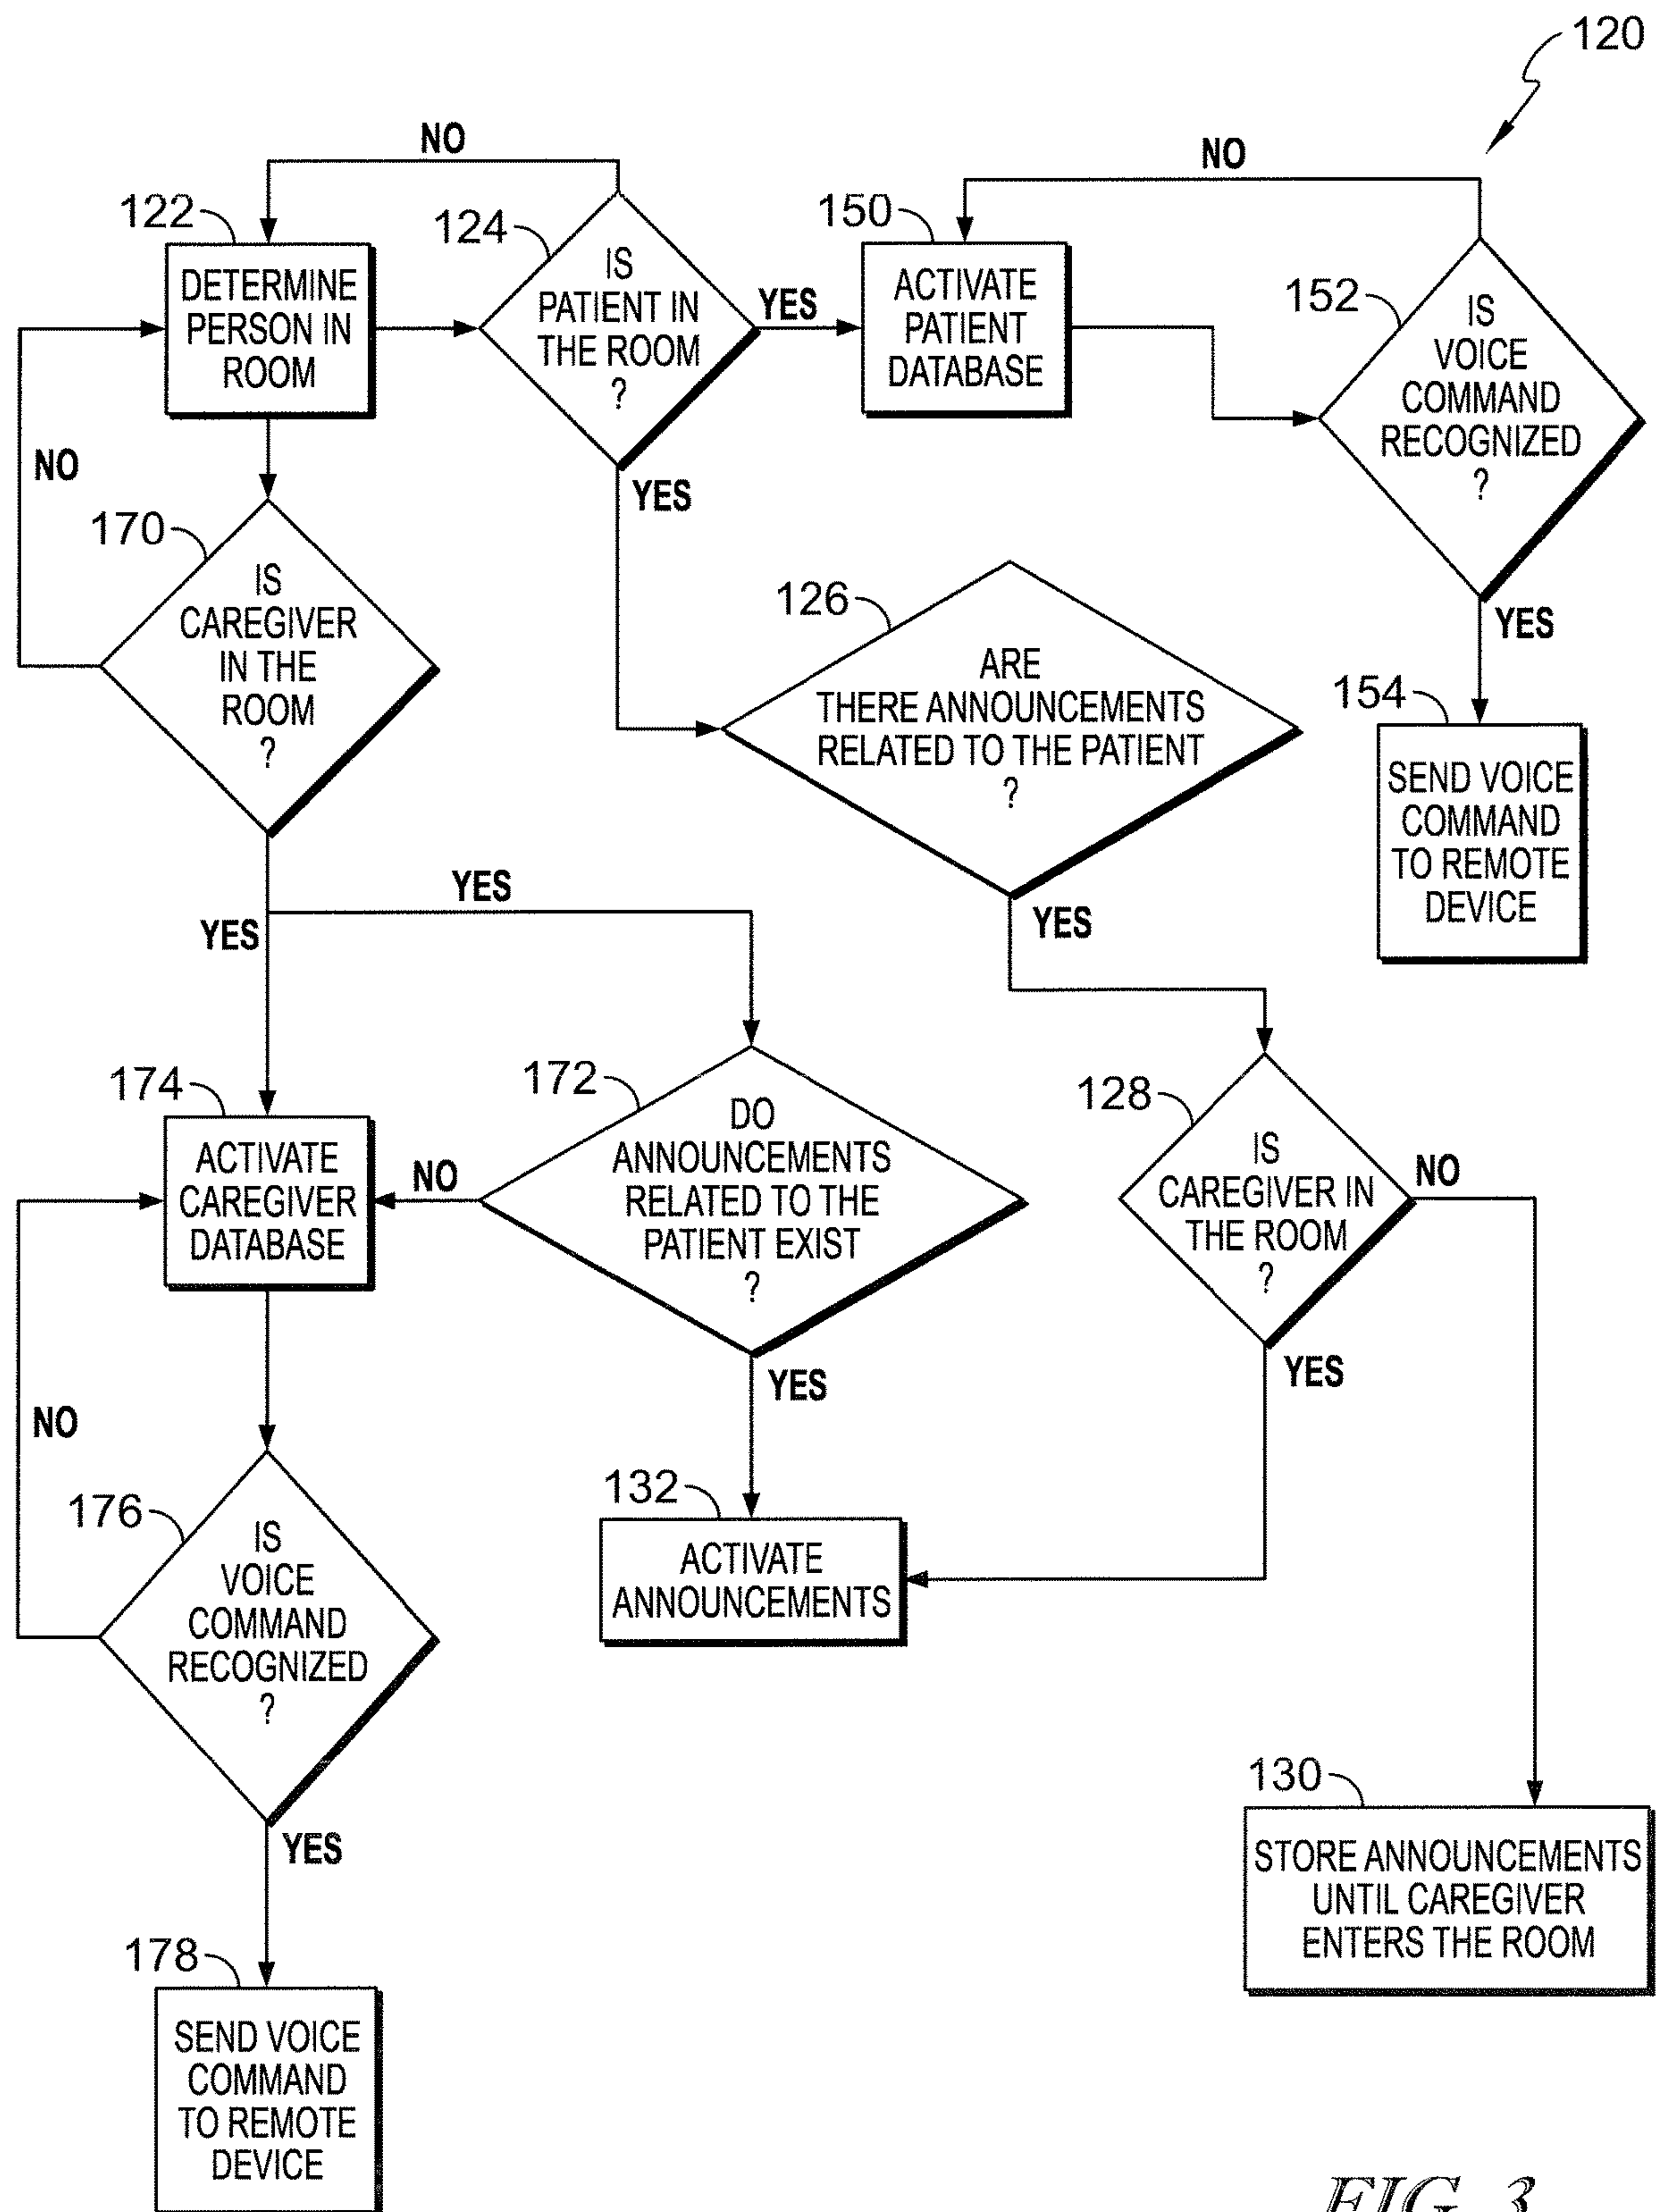 120
NO
NO
122
124
150
152
DETERMINE
PERSON IN
ROOM
IS
PATIENT IN
THE ROOM
?
YES
ACTIVATE
PATIENT
DATABASE
IS
VOICE
COMMAND
RECOGNIZED
?
NO
YES
170
IS
CAREGIVER
IN THE
ROOM
?
126
ARE
THERE ANNOUNCEMENTS
RELATED TO THE PATIENT
?
YES
154
SEND VOICE
COMMAND
TO REMOTE
DEVICE
YES
YES
YES
174
172
128
ACTIVATE
CAREGIVER
DATABASE
NO
DO
ANNOUNCEMENTS
RELATED TO THE
PATIENT EXIST
?
IS
CAREGIVER IN
THE ROOM
?
NO
YES
YES
NO
176
IS
VOICE
COMMAND
RECOGNIZED
?
132
ACTIVATE
ANNOUNCEMENTS
130
STORE ANNOUNCEMENTS
UNTIL CAREGIVER
ENTERS THE ROOM
YES
178
SEND VOICE
COMMAND
TO REMOTE
DEVICE
FIG. 3